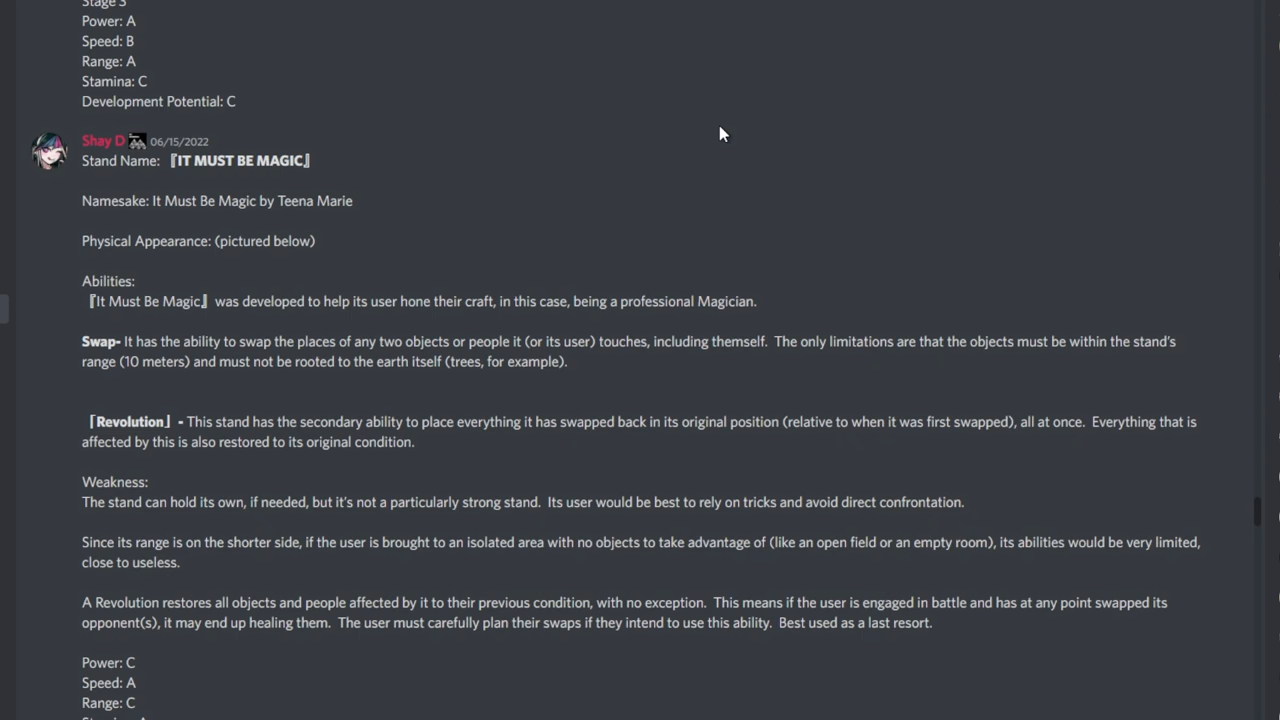 Stage 3
Power: A
Speed: B
Range: A
Stamina: C
Development Potential: C
Shay D 06/15/2022
Stand Name: 『IT MUST BE MAGIC』
Namesake: It Must Be Magic by Teena Marie
Physical Appearance: (pictured below)
Abilities:
『It Must Be Magic』 was developed to help its user hone their craft, in this case, being a professional Magician.
Swap- It has the ability to swap the places of any two objects or people it (or its user) touches, including themself.  The only limitations are that the objects must be within the stand's
range (10 meters) and must not be rooted to the earth itself (trees, for example).
「Revolution」 - This stand has the secondary ability to place everything it has swapped back in its original position (relative to when it was first swapped), all at once.  Everything that is
affected by this is also restored to its original condition.
Weakness:
The stand can hold its own, if needed, but it's not a particularly strong stand.  Its user would be best to rely on tricks and avoid direct confrontation.
Since its range is on the shorter side, if the user is brought to an isolated area with no objects to take advantage of (like an open field or an empty room), its abilities would be very limited,
close to useless.
A Revolution restores all objects and people affected by it to their previous condition, with no exception.  This means if the user is engaged in battle and has at any point swapped its
opponent(s), it may end up healing them.  The user must carefully plan their swaps if they intend to use this ability.  Best used as a last resort.
Power: C
Speed: A
Range: C